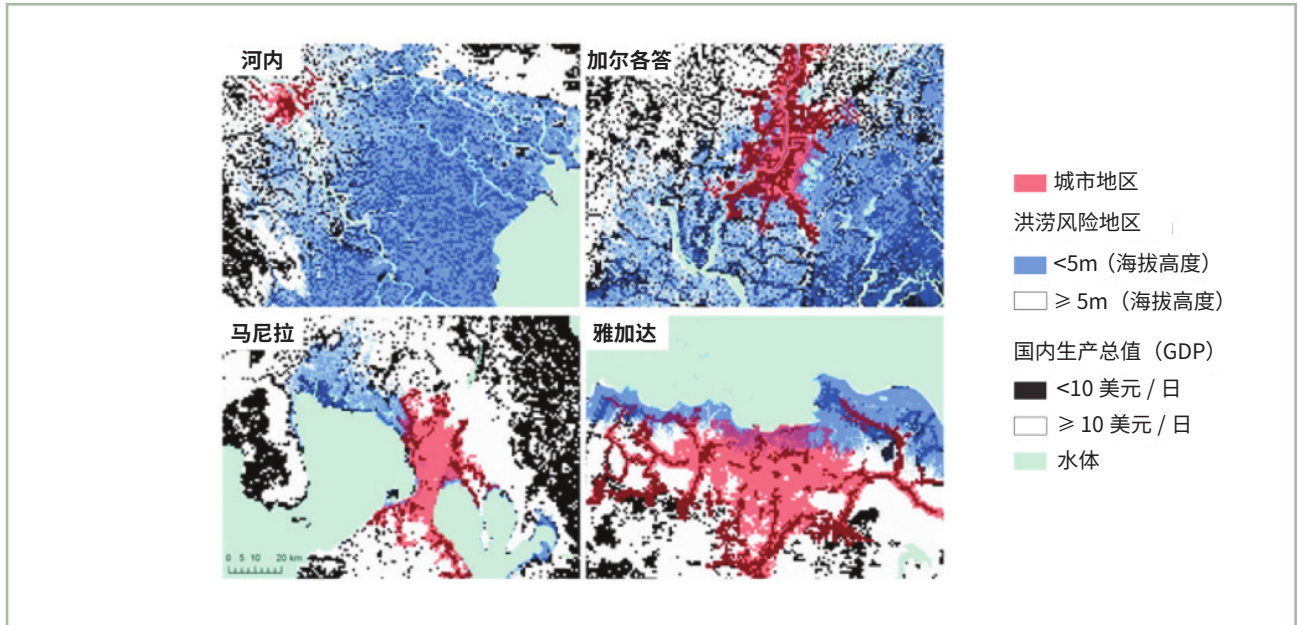 河内
加尔各答
马尼拉
雅加达
0 5 10 20 km
城市地区
洪涝风险地区
<5m（海拔高度）
≥ 5m（海拔高度）
国内生产总值（GDP）
<10 美元 / 日
≥ 10 美元 / 日
水体